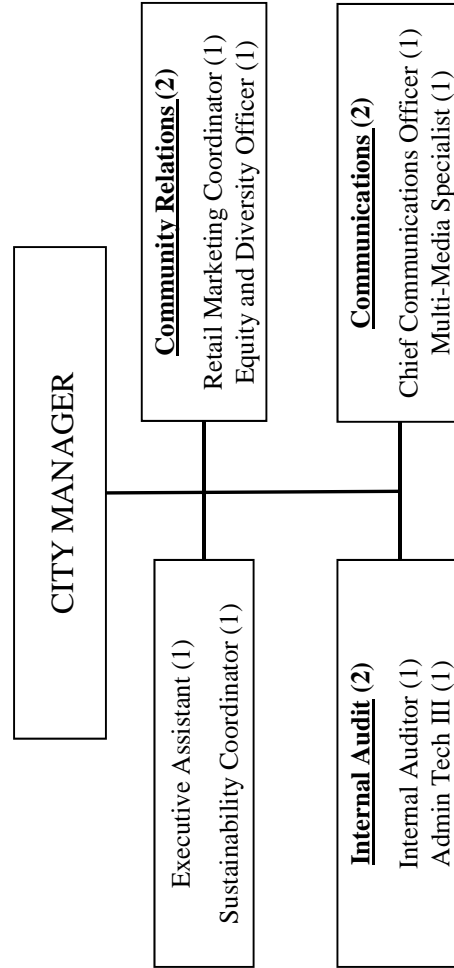 CITY MANAGER
Executive Assistant (1)
Sustainability Coordinator (1)
Community Relations (2)
Retail Marketing Coordinator (1)
Equity and Diversity Officer (1)
Internal Audit (2)
Internal Auditor (1)
Admin Tech III (1)
Communications (2)
Chief Communications Officer (1)
Multi-Media Specialist (1)